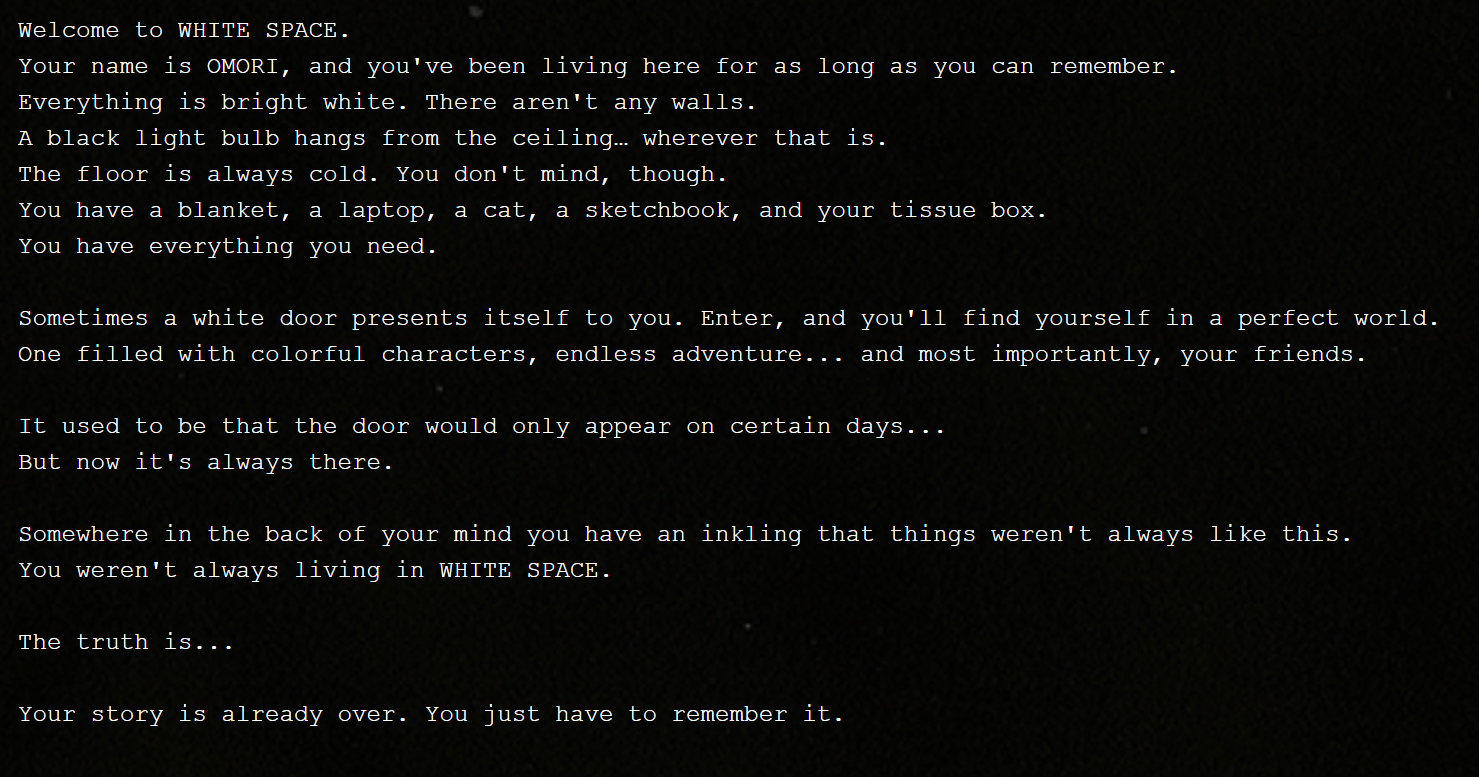 Welcome to WHITE SPACE.
Your name is OMORI, and you've been living here for as long as you can remember.
Everything is bright white. There aren't any walls.
A black light bulb hangs from the ceiling… wherever that is.
The floor is always cold. You don't mind, though.
You have a blanket, a laptop, a cat, a sketchbook, and your tissue box.
You have everything you need.
Sometimes a white door presents itself to you. Enter, and you'll find yourself in a perfect world.
One filled with colorful characters, endless adventure... and most importantly, your friends.
It used to be that the door would only appear on certain days...
But now it's always there.
Somewhere in the back of your mind you have an inkling that things weren't always like this.
You weren't always living in WHITE SPACE.
The truth is...
Your story is already over. You just have to remember it.